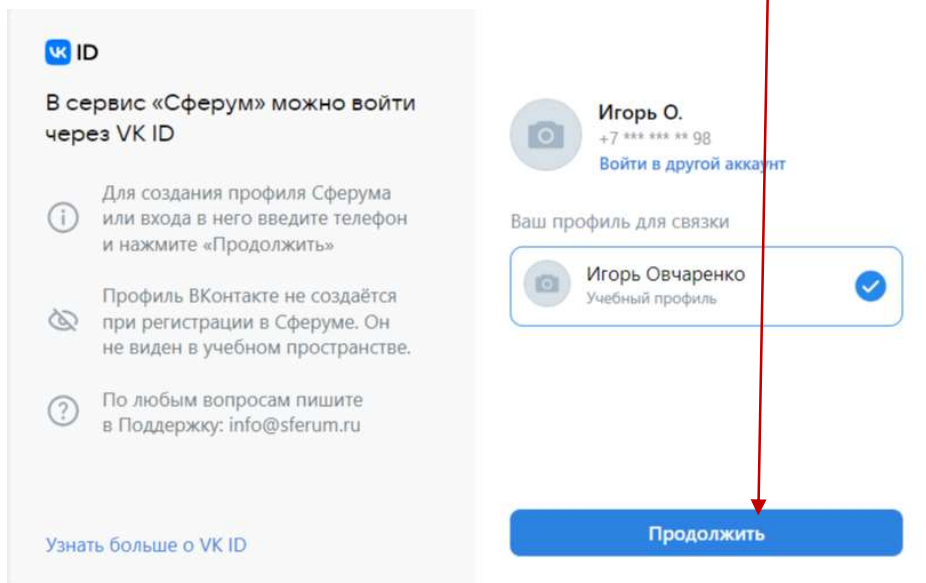 VK ID
В сервис «Сферум» можно войти
через VK ID
Для создания профиля Сферума
или входа в него введите телефон
и нажмите «Продолжить»
Профиль ВКонтакте не создаётся
при регистрации в Сферуме. Он
не виден в учебном пространстве.
По любым вопросам пишите
в Поддержку: info@sferum.ru
Узнать больше о VK ID
Игорь О.
+7 *** *** ** 98
Войти в другой аккаунт
Ваш профиль для связки
Игорь Овчаренко
Учебный профиль
Продолжить